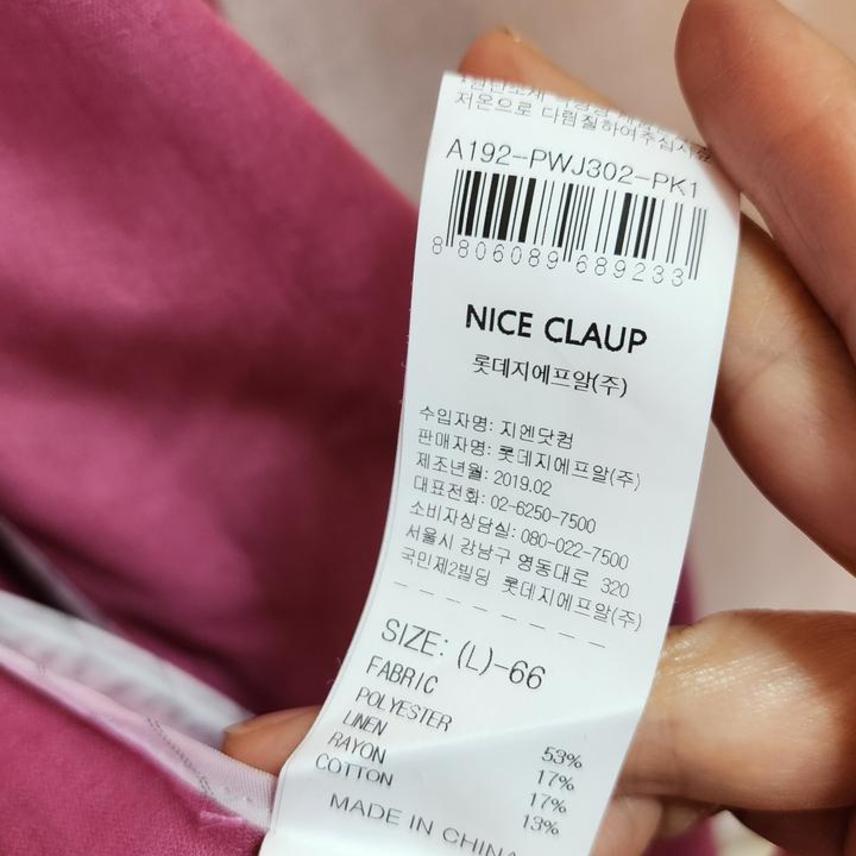 저온으로 다림질하여주십시요
A192-PWJ302-PK1
8 806089 689233
NICE CLAUP
롯데지에프알(주)
수입자명: 지엔닷컴
판매자명: 롯데지에프알(주)
제조년월: 2019.02
대표전화: 02-6250-7500
소비자상담실: 080-022-7500
서울시 강남구 영동대로 320
국민제2빌딩 롯데지에프알(주)
SIZE: (L)-66
FABRIC
POLYESTER 53%
LINEN 17%
RAYON 17%
COTTON 13%
MADE IN CHINA